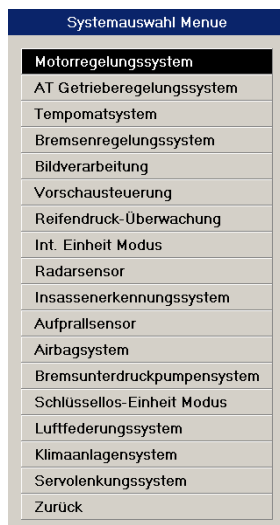 Systemauswahl Menue
Motorregelungssystem
AT Getrieberegelungssystem
Tempomatsystem
Bremsenregelungssystem
Bildverarbeitung
Vorschausteuerung
Reifendruck-Überwachung
Int. Einheit Modus
Radarsensor
Insassenerkennungssystem
Aufprallsensor
Airbagsystem
Bremsunterdruckpumpensystem
Schlüssellos-Einheit Modus
Luftfederungssystem
Klimaanlagensystem
Servolenkungssystem
Zurück